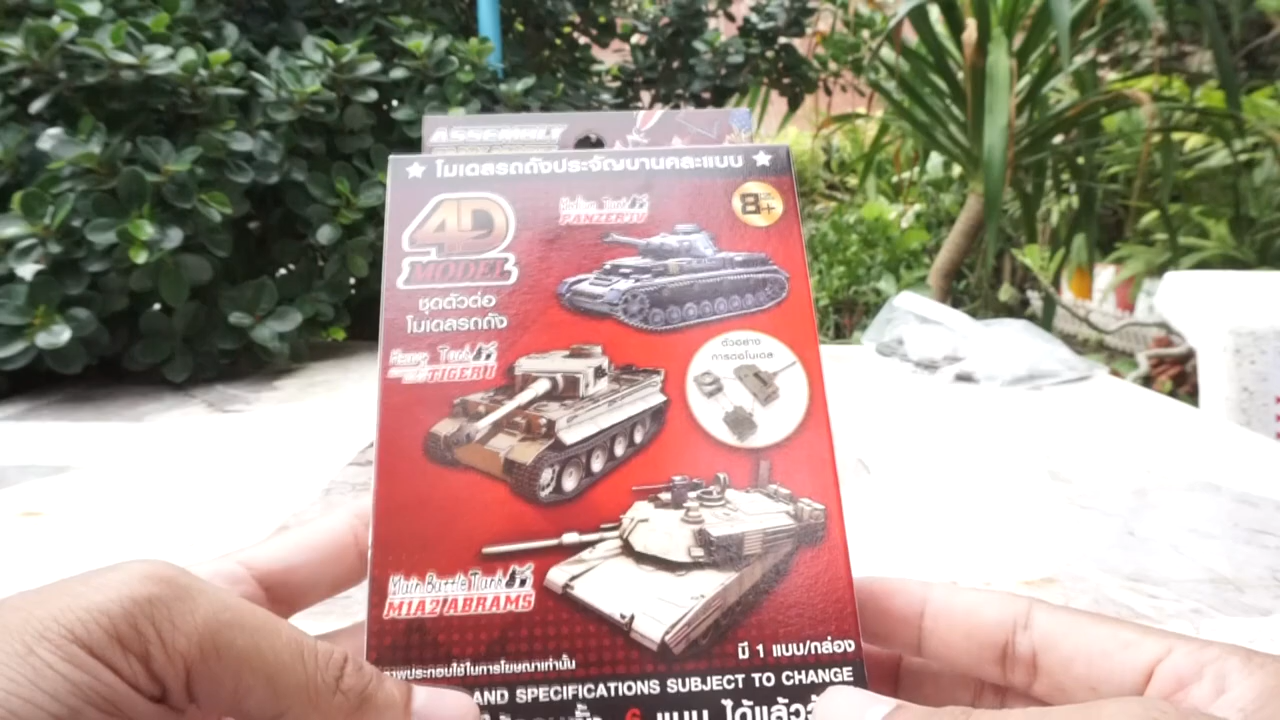 ASSEMBLY
★ โมเดลรถถังประจัญบานคละแบบ ★
4D
MODEL
ชุดตัวต่อ
โมเดลรถถัง
Medium Tank
PANZER IV
8+
Heavy Tank
TIGER I
ตัวอย่าง
การต่อโมเดล
Main Battle Tank
M1A2 ABRAMS
มี 1 แบบ/กล่อง
ภาพประกอบใช้ในการโฆษณาเท่านั้น
AND SPECIFICATIONS SUBJECT TO CHANGE
6 แบบ ได้แล้ว